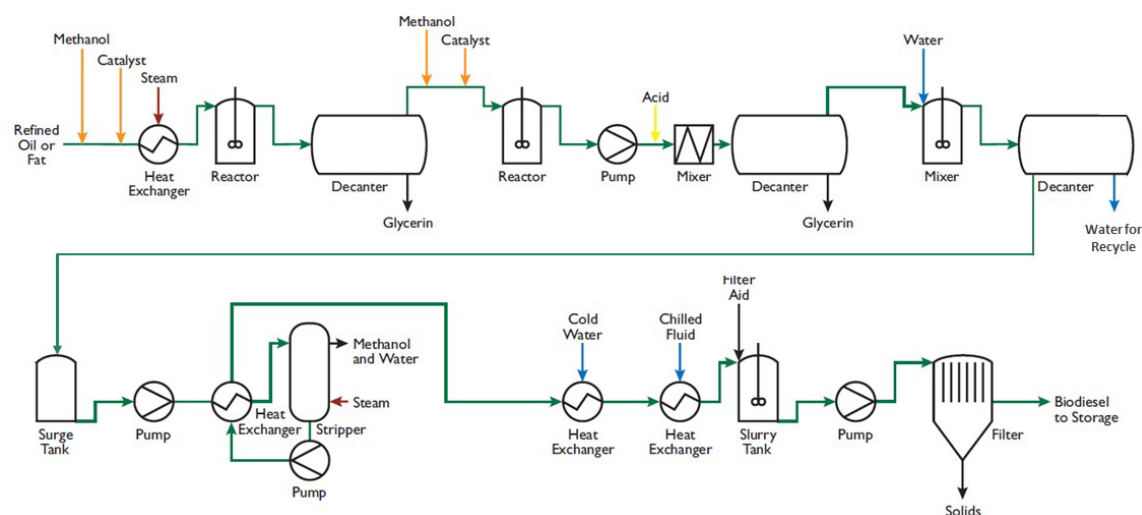 Methanol
Catalyst
Steam
Refined
Oil or
Fat
Heat
Exchanger
Reactor
Decanter
Glycerin
Methanol
Catalyst
Reactor
Pump
Acid
Mixer
Decanter
Glycerin
Water
Mixer
Decanter
Water for
Recycle
Surge
Tank
Pump
Heat
Exchanger
Methanol
and Water
Steam
Stripper
Pump
Cold
Water
Heat
Exchanger
Chilled
Fluid
Heat
Exchanger
Filter
Aid
Slurry
Tank
Pump
Filter
Biodiesel
to Storage
Solids